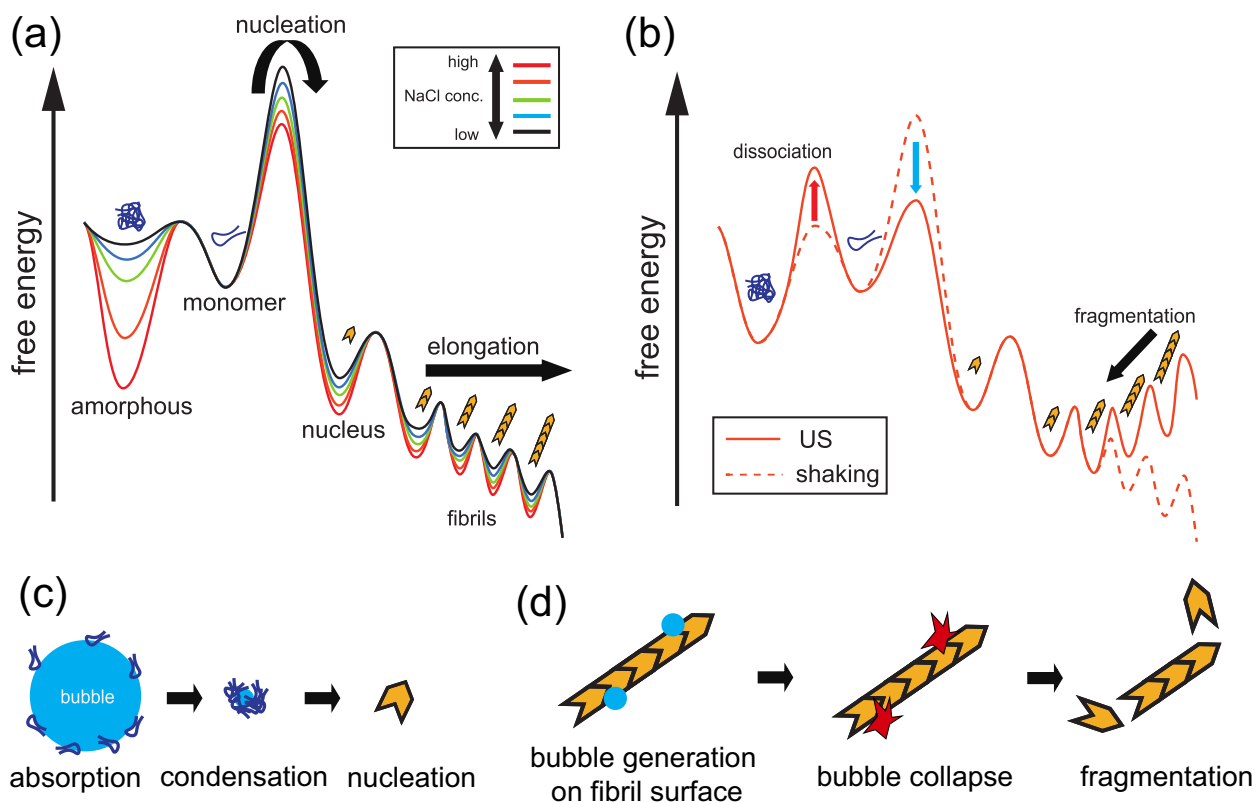 (a)
nucleation
high
NaCl conc.
low
free energy
amorphous
monomer
nucleus
elongation
fibrils
(b)
free energy
dissociation
fragmentation
US
shaking
(c)
bubble
absorption
condensation
nucleation
(d)
bubble generation
on fibril surface
bubble collapse
fragmentation